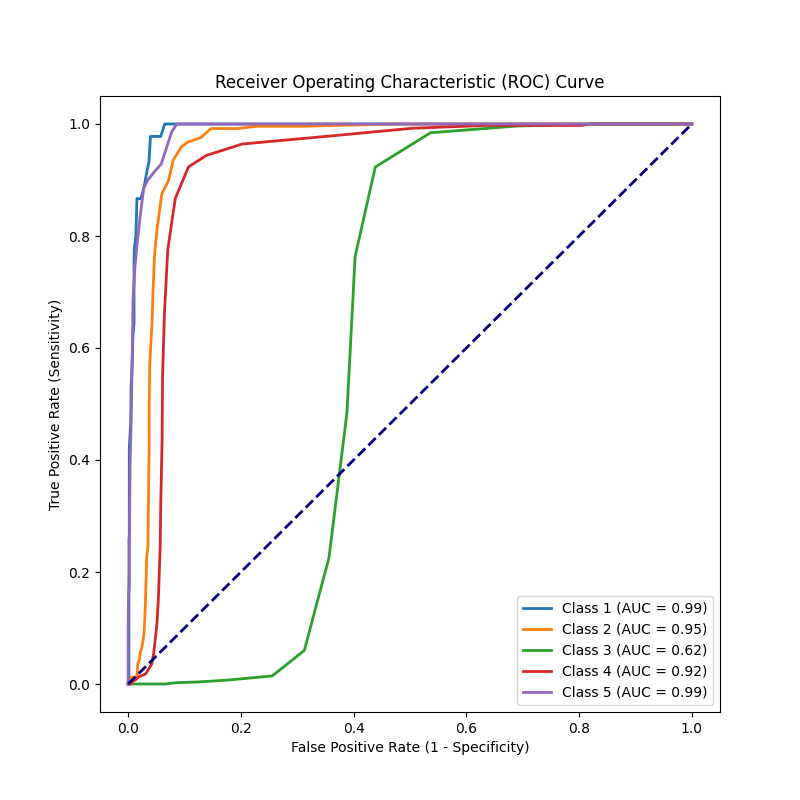 Receiver Operating Characteristic (ROC) Curve
True Positive Rate (Sensitivity)
1.0
0.8
0.6
0.4
0.2
0.0
Class 1 (AUC = 0.99)
Class 2 (AUC = 0.95)
Class 3 (AUC = 0.62)
Class 4 (AUC = 0.92)
Class 5 (AUC = 0.99)
0.0 0.2 0.4 0.6 0.8 1.0
False Positive Rate (1 - Specificity)